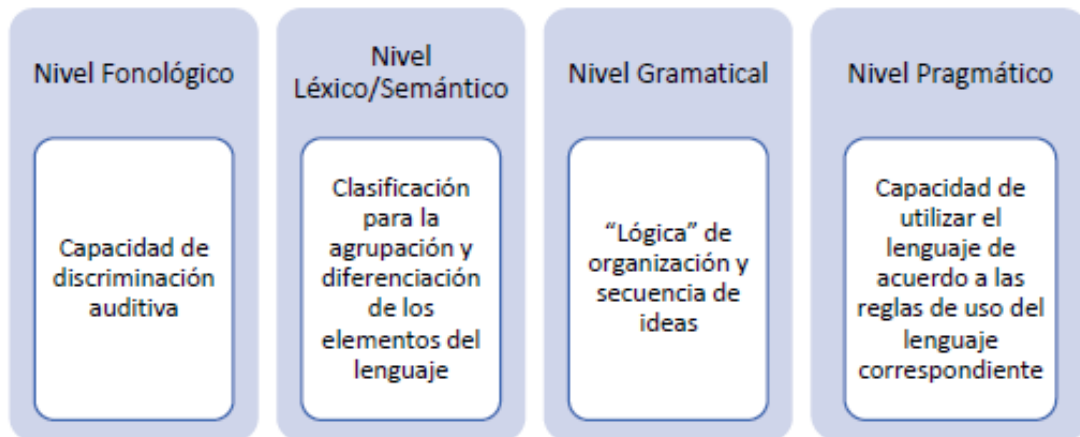 Nivel Fonológico
Capacidad de
discriminación
auditiva
Nivel
Léxico/Semántico
Clasificación
para la
agrupación y
diferenciación
de los
elementos del
lenguaje
Nivel Gramatical
“Lógica” de
organización y
secuencia de
ideas
Nivel Pragmático
Capacidad de
utilizar el
lenguaje de
acuerdo a las
reglas de uso del
lenguaje
correspondiente